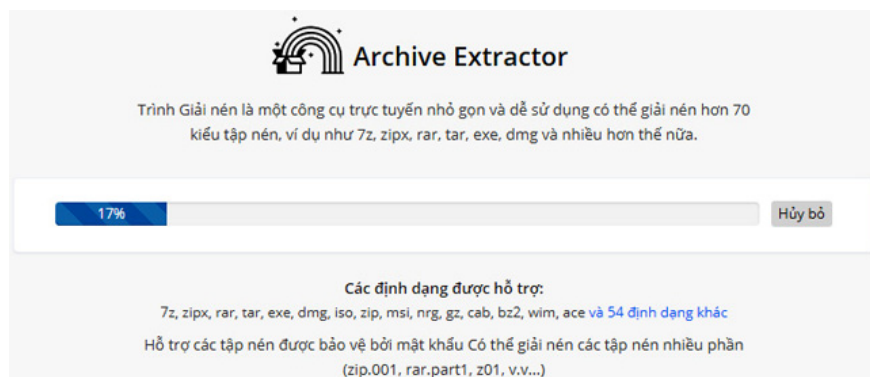 Archive Extractor
Trình Giải nén là một công cụ trực tuyến nhỏ gọn và dễ sử dụng có thể giải nén hơn 70
kiểu tập nén, ví dụ như 7z, zipx, rar, tar, exe, dmg và nhiều hơn thế nữa.
17%
Hủy bỏ
Các định dạng được hỗ trợ:
7z, zipx, rar, tar, exe, dmg, iso, zip, msi, nrg, gz, cab, bz2, wim, ace và 54 định dạng khác
Hỗ trợ các tập nén được bảo vệ bởi mật khẩu Có thể giải nén các tập nén nhiều phần
(zip.001, rar.part1, z01, v.v...)